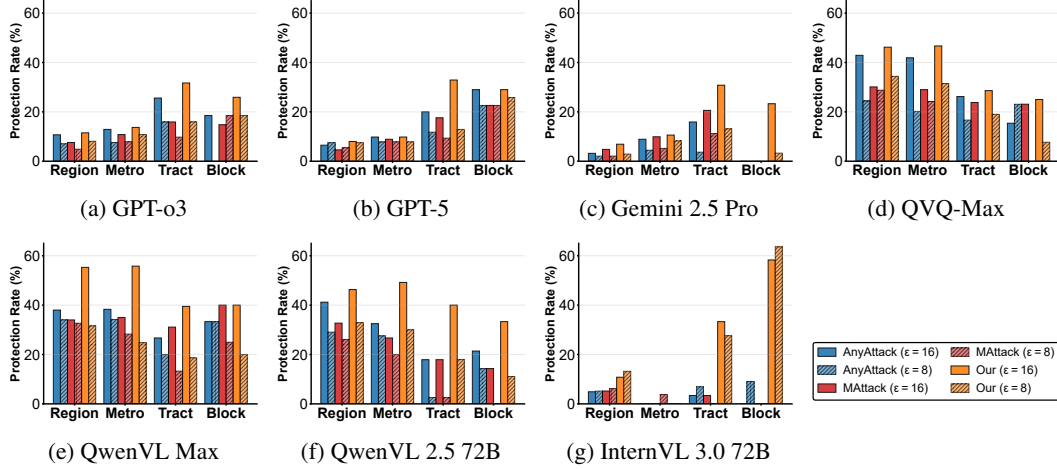 Protection Rate (%)
60
40
20
0
Region Metro Tract Block
(a) GPT-o3
Protection Rate (%)
60
40
20
0
Region Metro Tract Block
(b) GPT-5
Protection Rate (%)
60
40
20
0
Region Metro Tract Block
(c) Gemini 2.5 Pro
Protection Rate (%)
60
40
20
0
Region Metro Tract Block
(d) QVQ-Max
Protection Rate (%)
60
40
20
0
Region Metro Tract Block
(e) QwenVL Max
Protection Rate (%)
60
40
20
0
Region Metro Tract Block
(f) QwenVL 2.5 72B
Protection Rate (%)
60
40
20
0
Region Metro Tract Block
(g) InternVL 3.0 72B
AnyAttack (ε = 16)
AnyAttack (ε = 8)
MAttack (ε = 16)
MAttack (ε = 8)
Our (ε = 16)
Our (ε = 8)